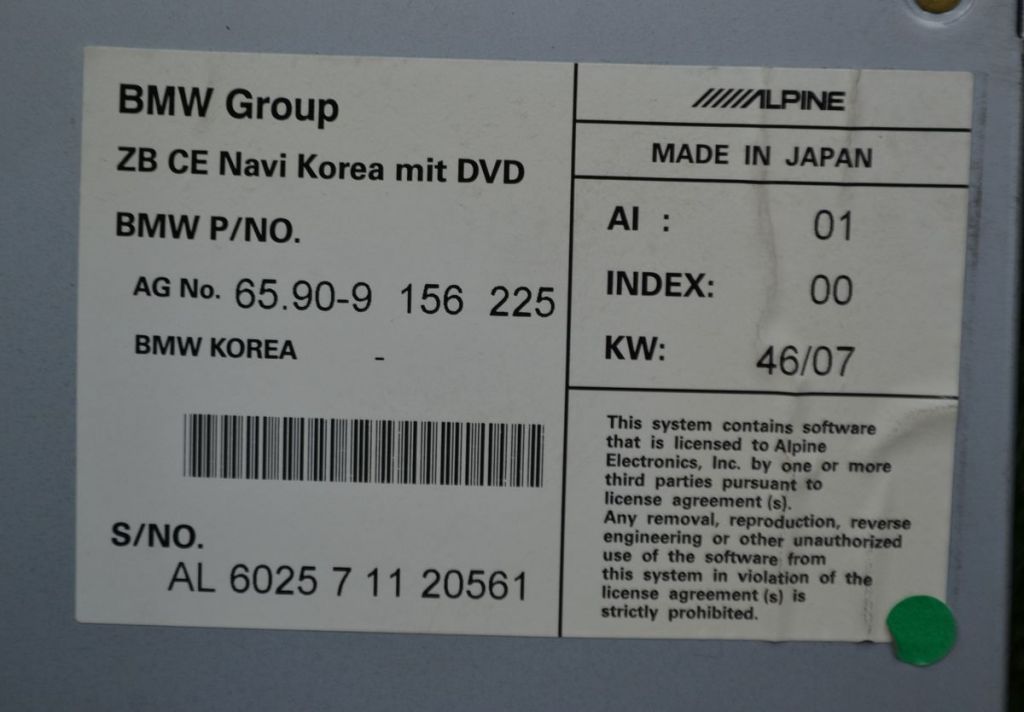 BMW Group
ZB CE Navi Korea mit DVD
BMW P/NO.
AG No. 65.90-9 156 225
BMW KOREA -
S/NO.
AL 6025 7 11 20561
ALPINE
MADE IN JAPAN
AI : 01
INDEX: 00
KW: 46/07
This system contains software
that is licensed to Alpine
Electronics, Inc. by one or more
third parties pursuant to
license agreement (s).
Any removal, reproduction, reverse
engineering or other unauthorized
use of the software from
this system in violation of the
license agreement (s) is
strictly prohibited.